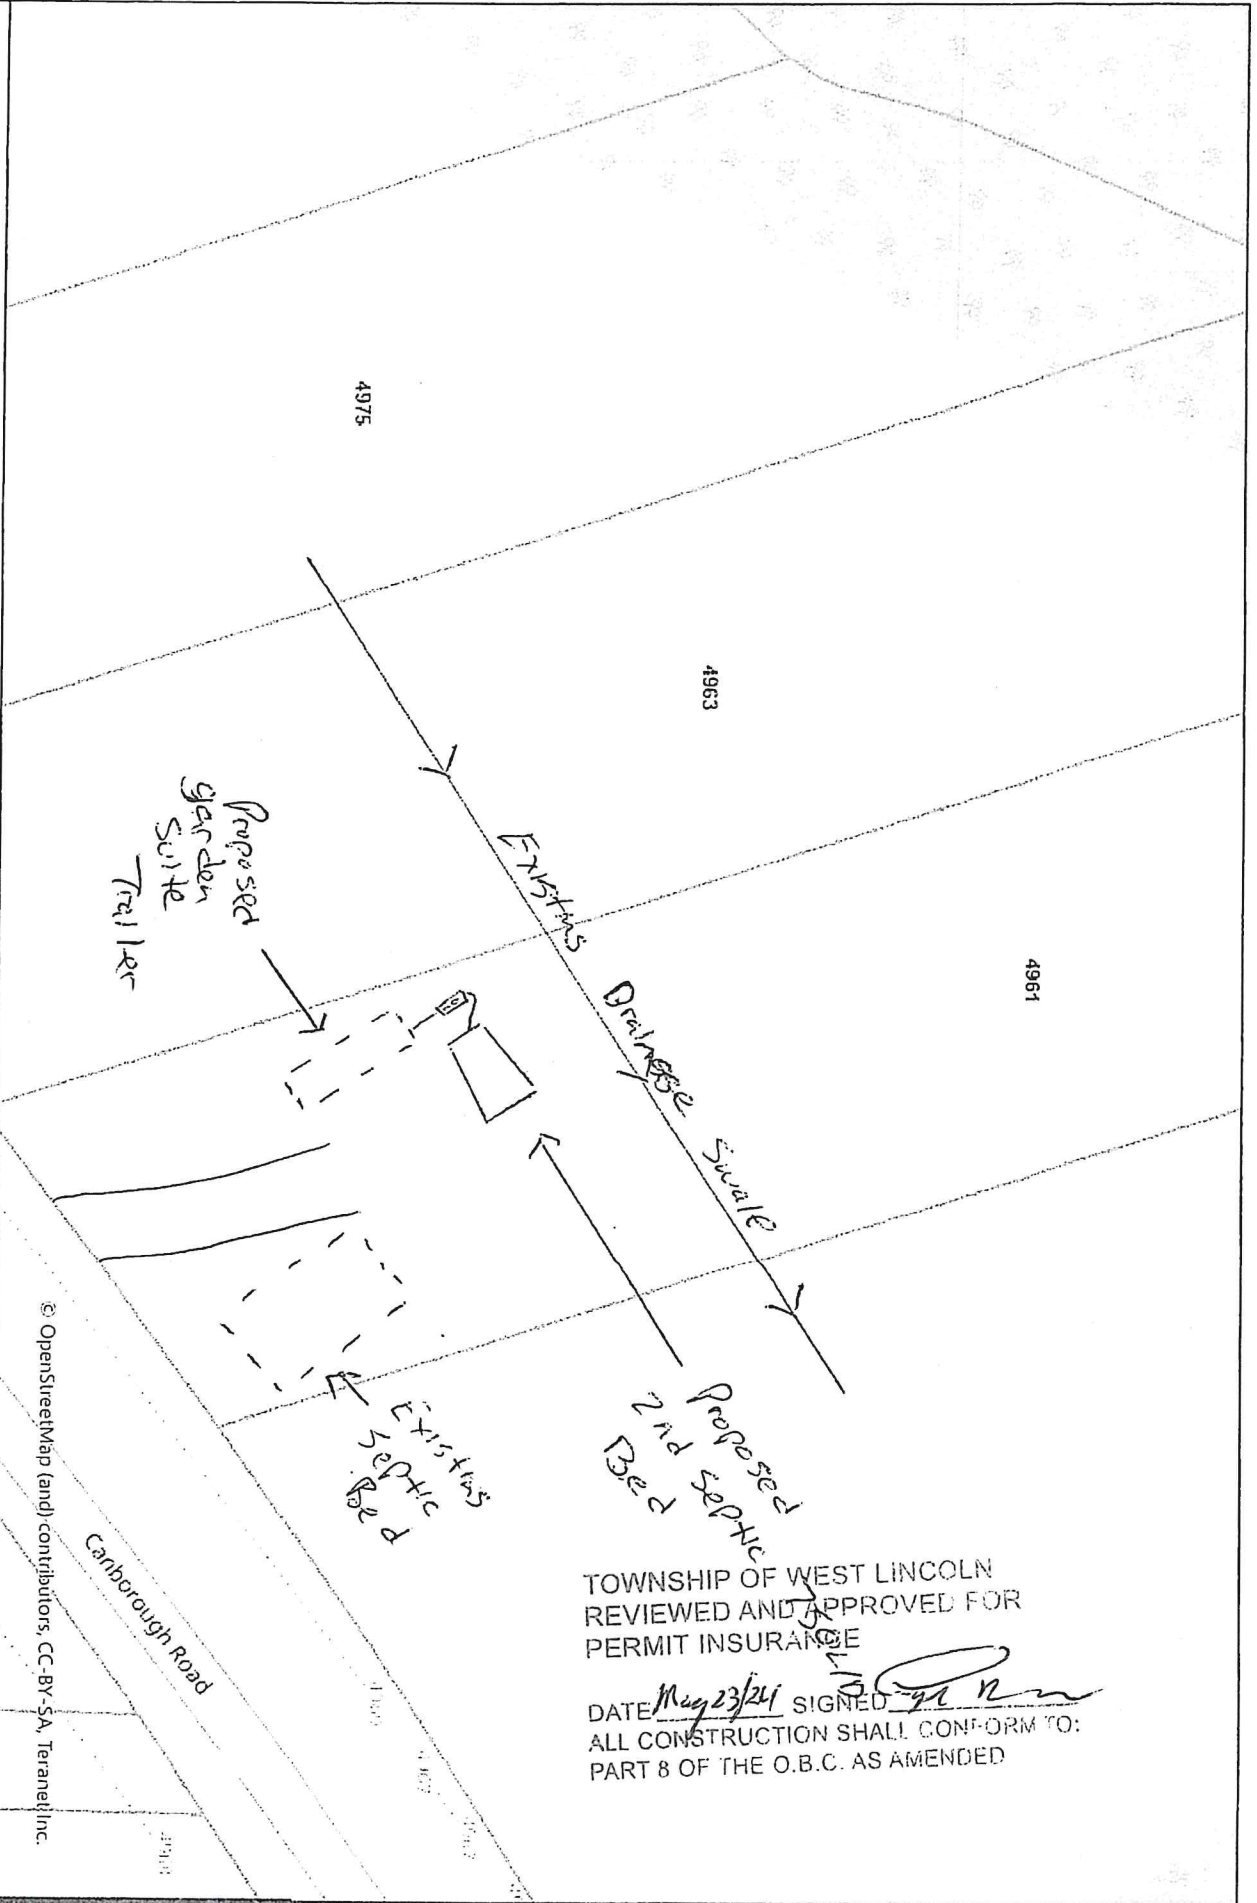 4975
4963
4961
Existing Drainage Swale
Proposed
garden
suite
Trailer
Proposed
2nd septic
Bed
Existing
septic
Bed
TOWNSHIP OF WEST LINCOLN
REVIEWED AND APPROVED FOR
PERMIT INSURANCE
DATE May 23/24 SIGNED
ALL CONSTRUCTION SHALL CONFORM TO:
PART 8 OF THE O.B.C. AS AMENDED
Canborough Road
© OpenStreetMap (and) contributors, CC-BY-SA, Teranet Inc.